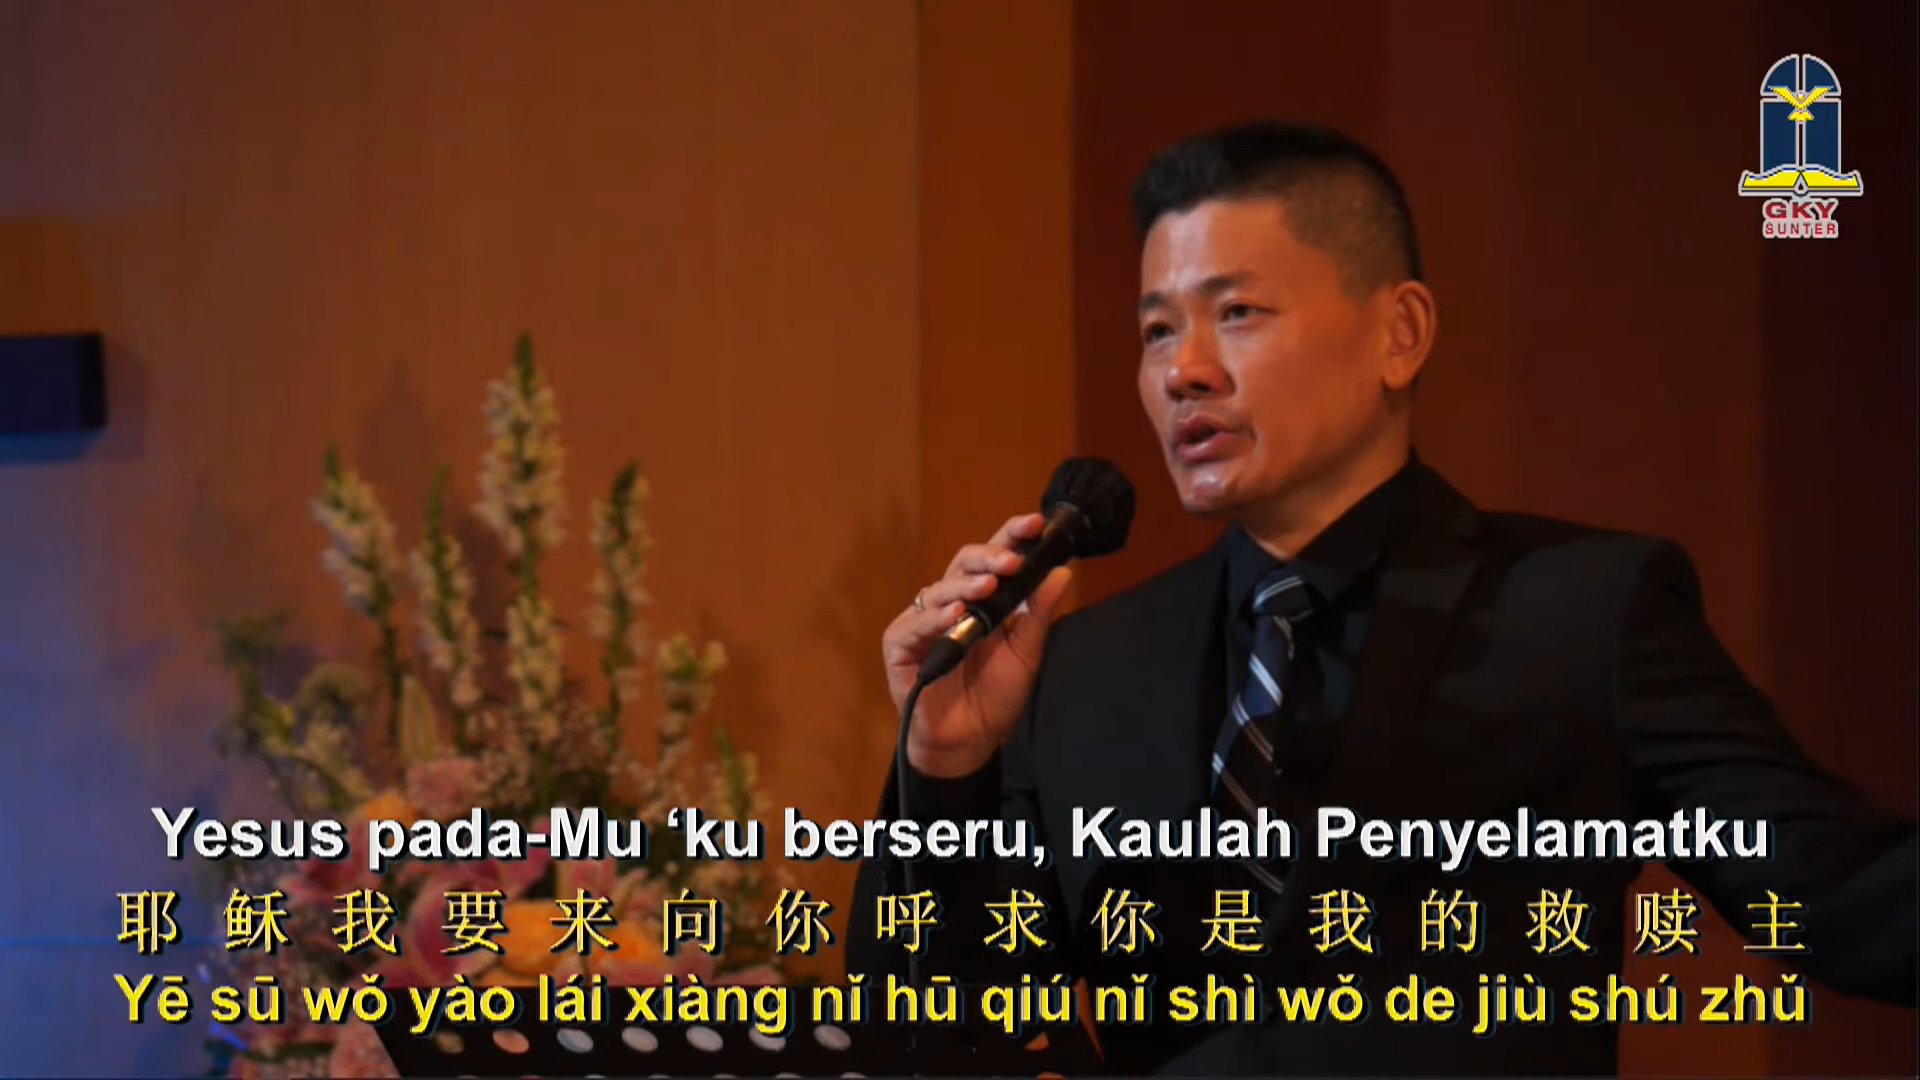 GKY
SUNTER
Yesus pada-Mu ‘ku berseru, Kaulah Penyelamatku
耶稣我要来向你呼求你是我的救赎主
Yē sū wǒ yào lái xiàng nǐ hū qiú nǐ shì wǒ de jiù shú zhǔ